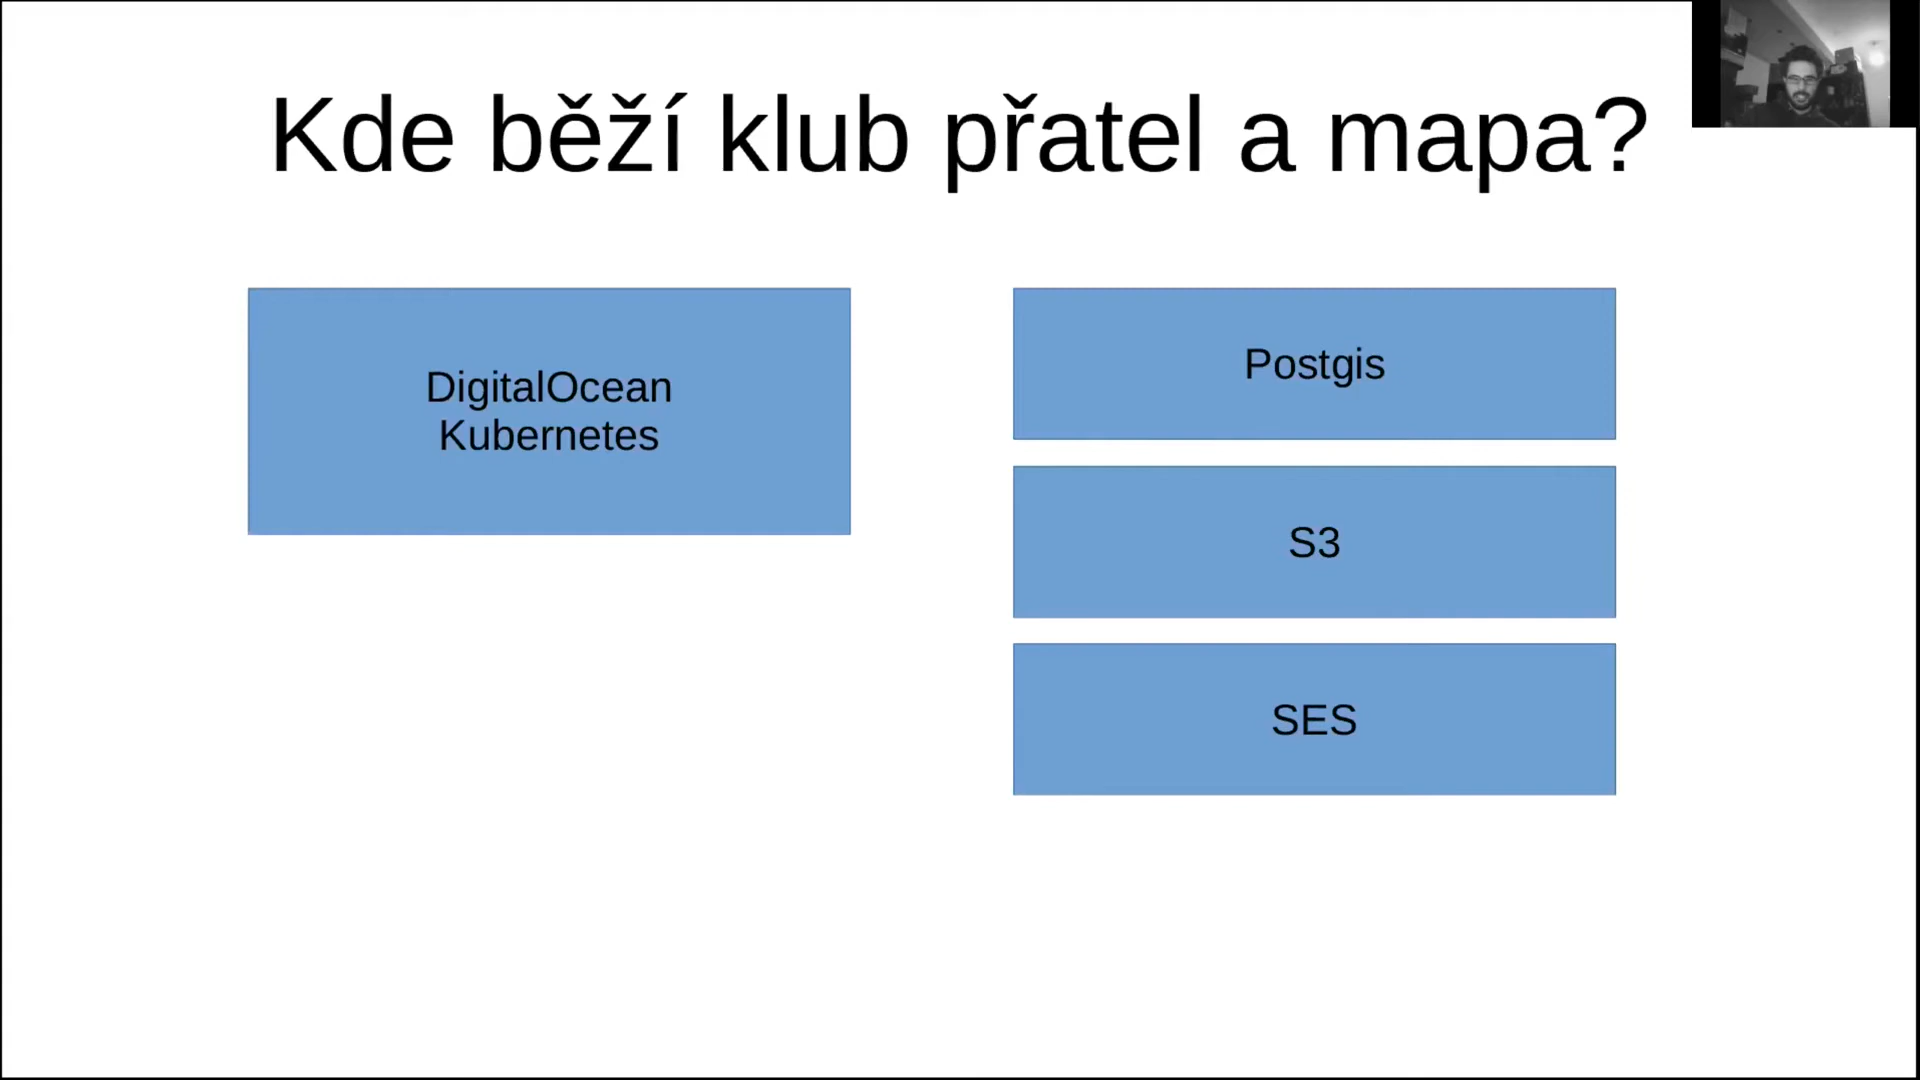 Kde běží klub přatel a mapa?
DigitalOcean
Kubernetes
Postgis
S3
SES